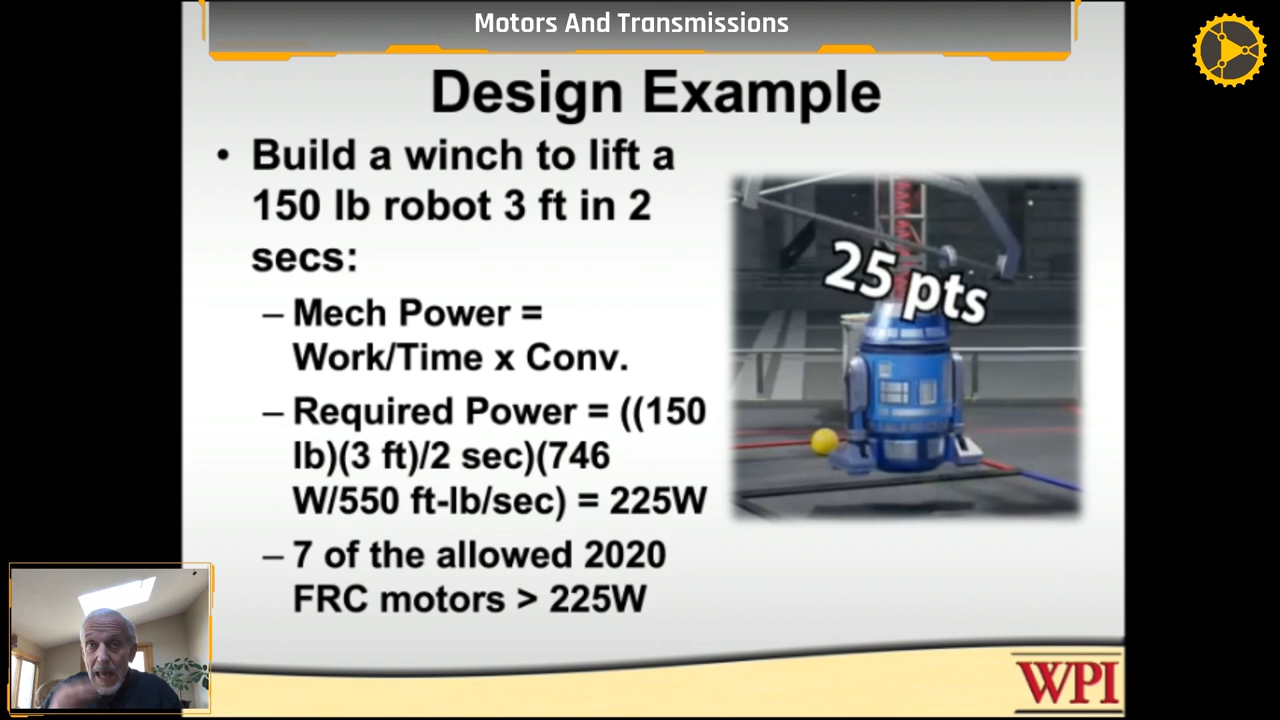 Motors And Transmissions
Design Example
• Build a winch to lift a
150 lb robot 3 ft in 2
secs:
– Mech Power =
Work/Time x Conv.
– Required Power = ((150
lb)(3 ft)/2 sec)(746
W/550 ft-lb/sec) = 225W
– 7 of the allowed 2020
FRC motors > 225W
25 pts
WPI